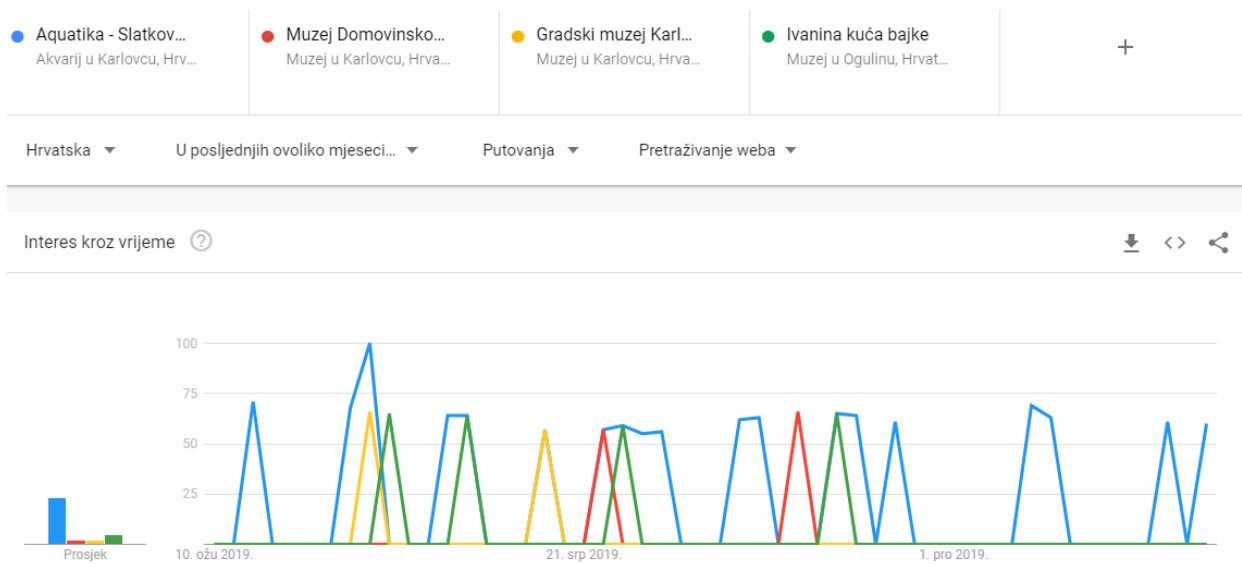 Aquatika - Slatkov...
Akvarij u Karlovcu, Hrv...
Muzej Domovinsko...
Muzej u Karlovcu, Hrva...
Gradski muzej Karl...
Muzej u Karlovcu, Hrva...
Ivanina kuća bajke
Muzej u Ogulinu, Hrvat...
+
Hrvatska
U posljednjih ovoliko mjeseci...
Putovanja
Pretraživanje weba
Interes kroz vrijeme ?
100
75
50
25
Prosjek
10. ožu 2019.
21. srp 2019.
1. pro 2019.